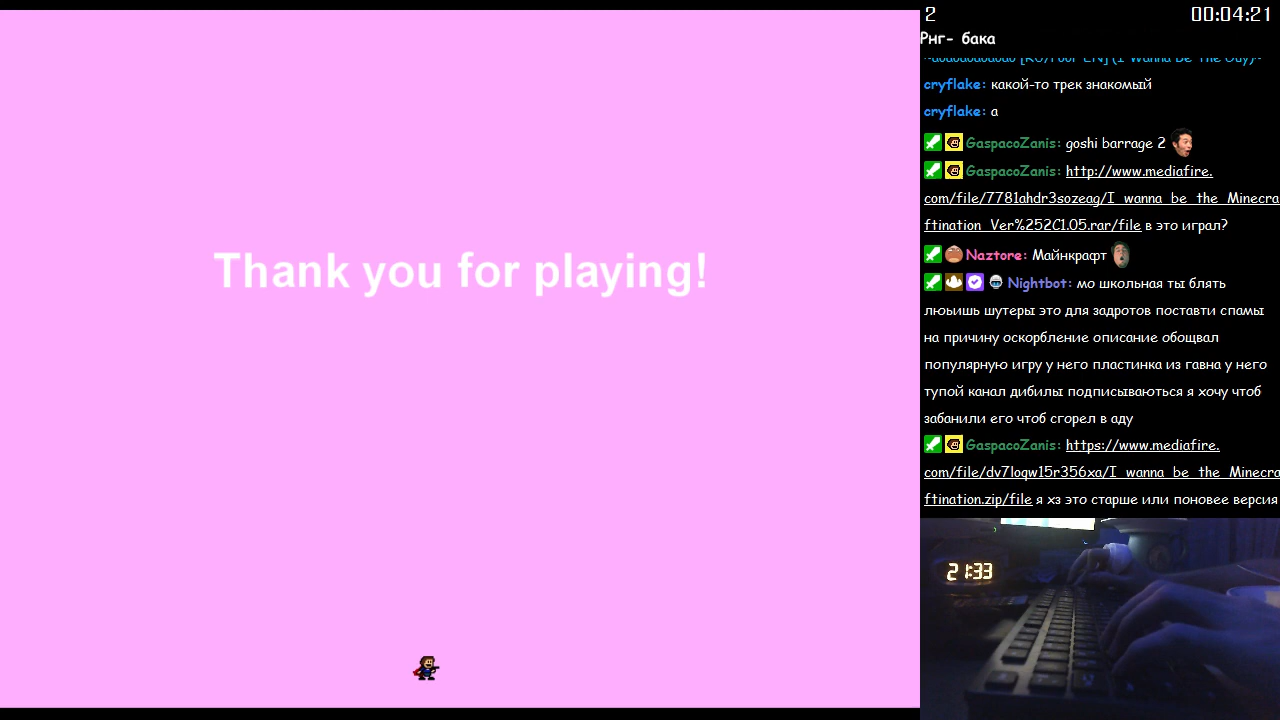 2 00:04:21
Рнг- бака
Thank you for playing!
cryflake: какой-то трек знакомый
cryflake: а
GaspacoZanis: goshi barrage 2
GaspacoZanis: http://www.mediafire.
com/file/7781ahdr3sozeag/I_wanna_be_the_Minecra
ftination_Ver%252C1.05.rar/file в это играл?
Naztore: Майнкрафт
Nightbot: мо школьная ты блять
люьишь шутеры это для задротов поставти спамы
на причину оскорбление описание обощвал
популярную игру у него пластинка из гавна у него
тупой канал дибилы подписываються я хочу чтоб
забанили его чтоб сгорел в аду
GaspacoZanis: https://www.mediafire.
com/file/dv7loqw15r356xa/I_wanna_be_the_Minecra
ftination.zip/file я хз это старше или поновее версия
21:33